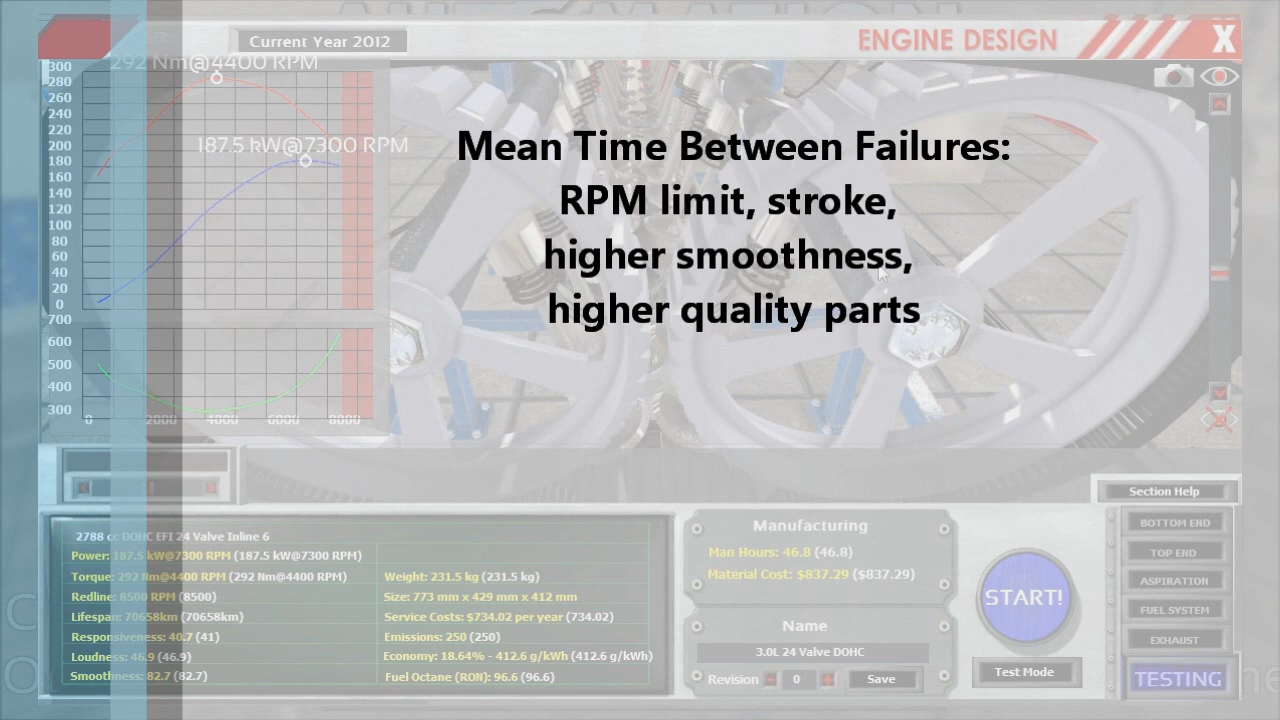 AUTOMATION
Current Year 2012
ENGINE DESIGN
X
292 Nm@4400 RPM
187.5 kW@7300 RPM
300
280
260
240
220
200
180
160
140
120
100
80
60
40
20
0
700
600
500
400
300
0 2000 4000 6000 8000
Mean Time Between Failures:
RPM limit, stroke,
higher smoothness,
higher quality parts
Section Help
2788 cc DOHC EFI 24 Valve Inline 6
Power: 187.5 kW@7300 RPM (187.5 kW@7300 RPM)
Torque: 292 Nm@4400 RPM (292 Nm@4400 RPM)
Redline: 8500 RPM (8500)
Lifespan: 70658km (70658km)
Responsiveness: 40.7 (41)
Loudness: 46.9 (46.9)
Smoothness: 82.7 (82.7)
Weight: 231.5 kg (231.5 kg)
Size: 773 mm x 429 mm x 412 mm
Service Costs: $734.02 per year (734.02)
Emissions: 250 (250)
Economy: 18.64% - 412.6 g/kWh (412.6 g/kWh)
Fuel Octane (RON): 96.6 (96.6)
Manufacturing
Man Hours: 46.8 (46.8)
Material Cost: $837.29 ($837.29)
Name
3.0L 24 Valve DOHC
Revision - 0 + Save
START!
Test Mode
BOTTOM END
TOP END
ASPIRATION
FUEL SYSTEM
EXHAUST
TESTING